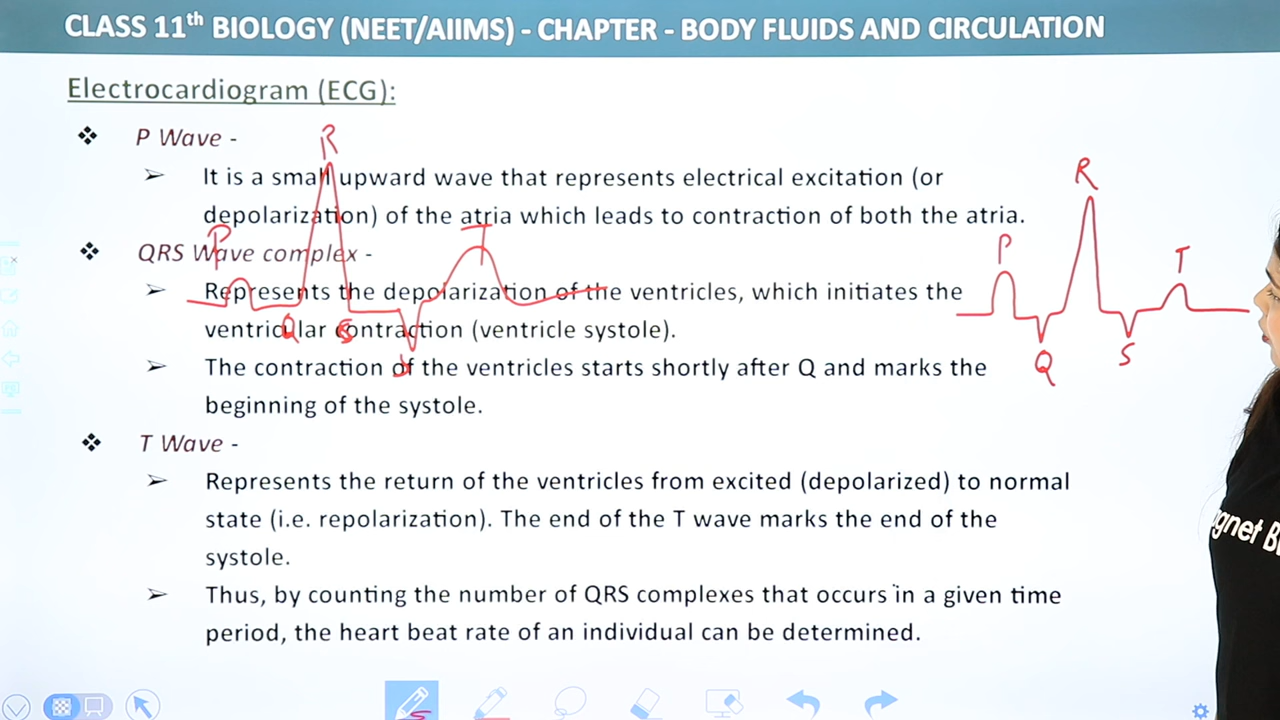 CLASS 11th BIOLOGY (NEET/AIIMS) - CHAPTER - BODY FLUIDS AND CIRCULATION
Electrocardiogram (ECG):
P Wave -
It is a small upward wave that represents electrical excitation (or
depolarization) of the atria which leads to contraction of both the atria.
QRS Wave complex -
Represents the depolarization of the ventricles, which initiates the
ventricular contraction (ventricle systole).
The contraction of the ventricles starts shortly after Q and marks the
beginning of the systole.
T Wave -
Represents the return of the ventricles from excited (depolarized) to normal
state (i.e. repolarization). The end of the T wave marks the end of the
systole.
Thus, by counting the number of QRS complexes that occurs in a given time
period, the heart beat rate of an individual can be determined.
R
P
T
Q
S
R
P
T
Q
S